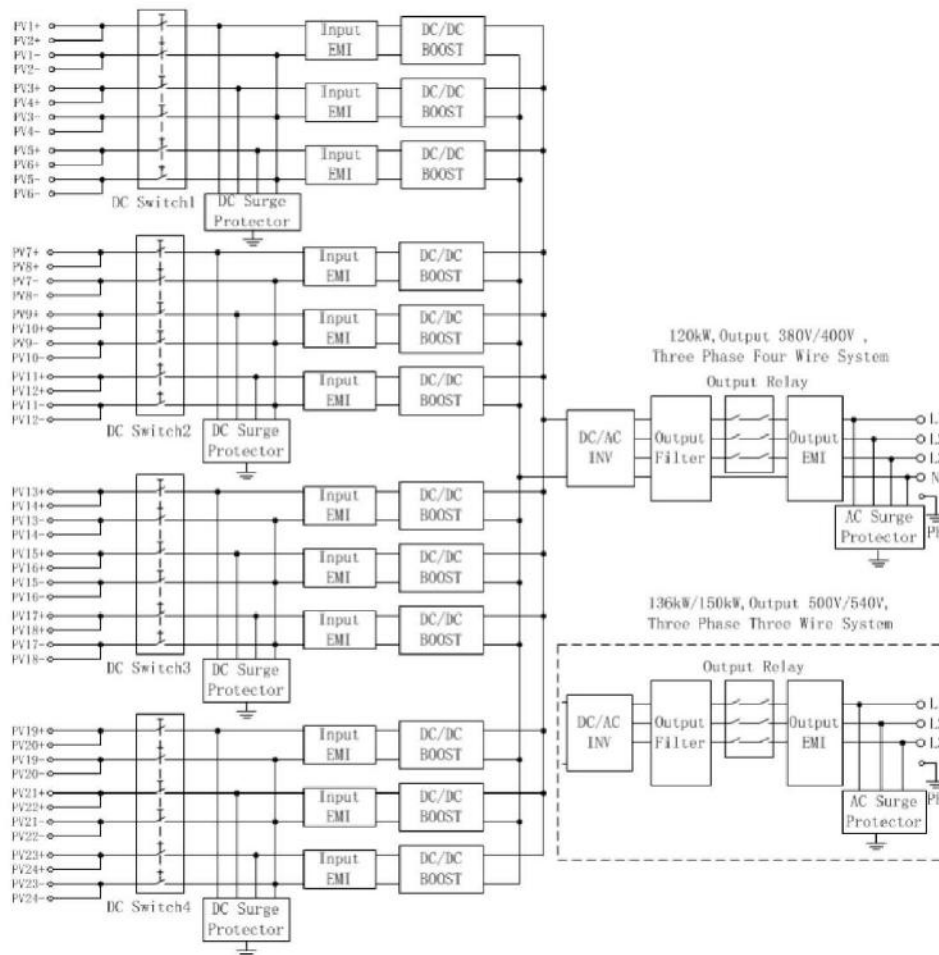 PV1+
PV2+
PV1-
PV2-
PV3+
PV4+
PV3-
PV4-
PV5+
PV6+
PV5-
PV6-
DC Switch1
DC Surge
Protector
Input
EMI
DC/DC
BOOST
Input
EMI
DC/DC
BOOST
Input
EMI
DC/DC
BOOST
PV7+
PV8+
PV7-
PV8-
PV9+
PV10+
PV9-
PV10-
PV11+
PV12+
PV11-
PV12-
DC Switch2
DC Surge
Protector
Input
EMI
DC/DC
BOOST
Input
EMI
DC/DC
BOOST
Input
EMI
DC/DC
BOOST
PV13+
PV14+
PV13-
PV14-
PV15+
PV16+
PV15-
PV16-
PV17+
PV18+
PV17-
PV18-
DC Switch3
DC Surge
Protector
Input
EMI
DC/DC
BOOST
Input
EMI
DC/DC
BOOST
Input
EMI
DC/DC
BOOST
PV19+
PV20+
PV19-
PV20-
PV21+
PV22+
PV21-
PV22-
PV23+
PV24+
PV23-
PV24-
DC Switch4
DC Surge
Protector
Input
EMI
DC/DC
BOOST
Input
EMI
DC/DC
BOOST
Input
EMI
DC/DC
BOOST
120kW, Output 380V/400V ,
Three Phase Four Wire System
Output Relay
DC/AC
INV
Output
Filter
Output
EMI
N
AC Surge
Protector
136kW/150kW, Output 500V/540V,
Three Phase Three Wire System
Output Relay
DC/AC
INV
Output
Filter
Output
EMI
AC Surge
Protector